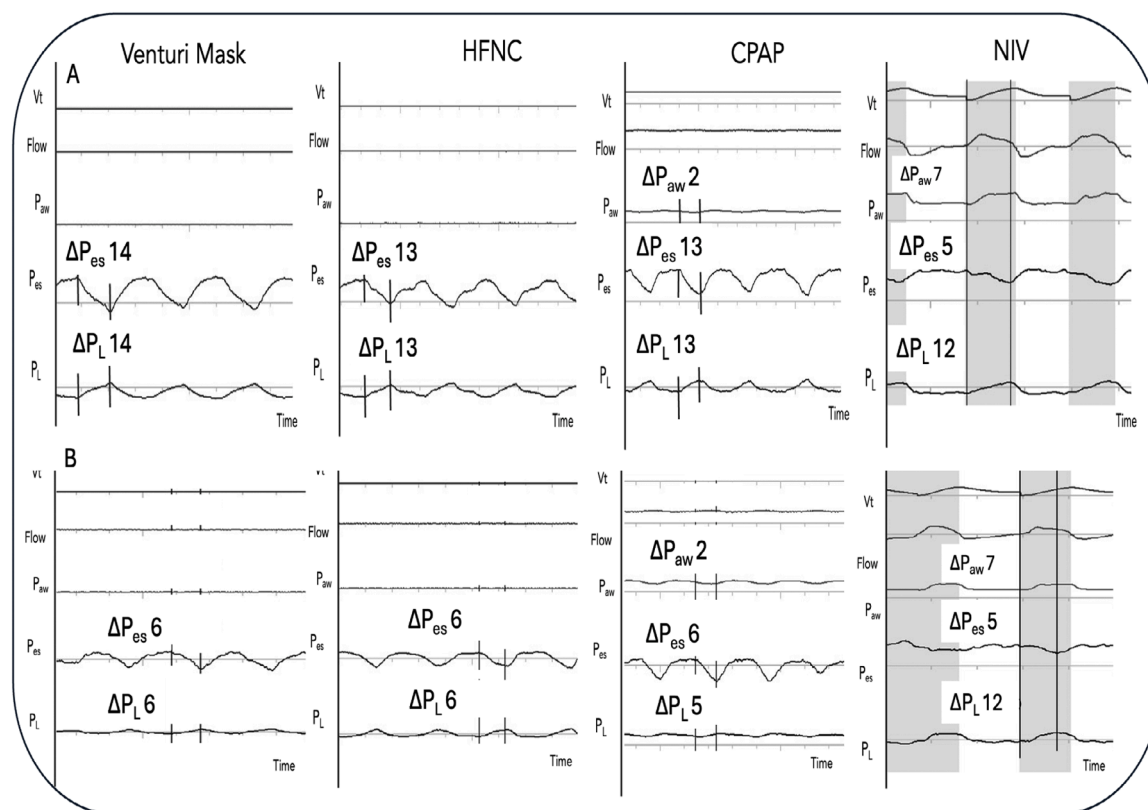 Venturi Mask HFNC CPAP NIV
A
Vt Vt Vt Vt
Flow Flow Flow Flow
ΔPaw 2 ΔPaw 7
Paw Paw Paw Paw
ΔPes 14 ΔPes 13 ΔPes 13 ΔPes 5
Pes Pes Pes Pes
ΔPL 14 ΔPL 13 ΔPL 13 ΔPL 12
PL PL PL PL
Time Time Time Time
B
Vt Vt Vt Vt
Flow Flow Flow Flow
ΔPaw 2 ΔPaw 7
Paw Paw Paw Paw
ΔPes 6 ΔPes 6 ΔPes 6 ΔPes 5
Pes Pes Pes Pes
ΔPL 6 ΔPL 6 ΔPL 5 ΔPL 12
PL PL PL PL
Time Time Time Time